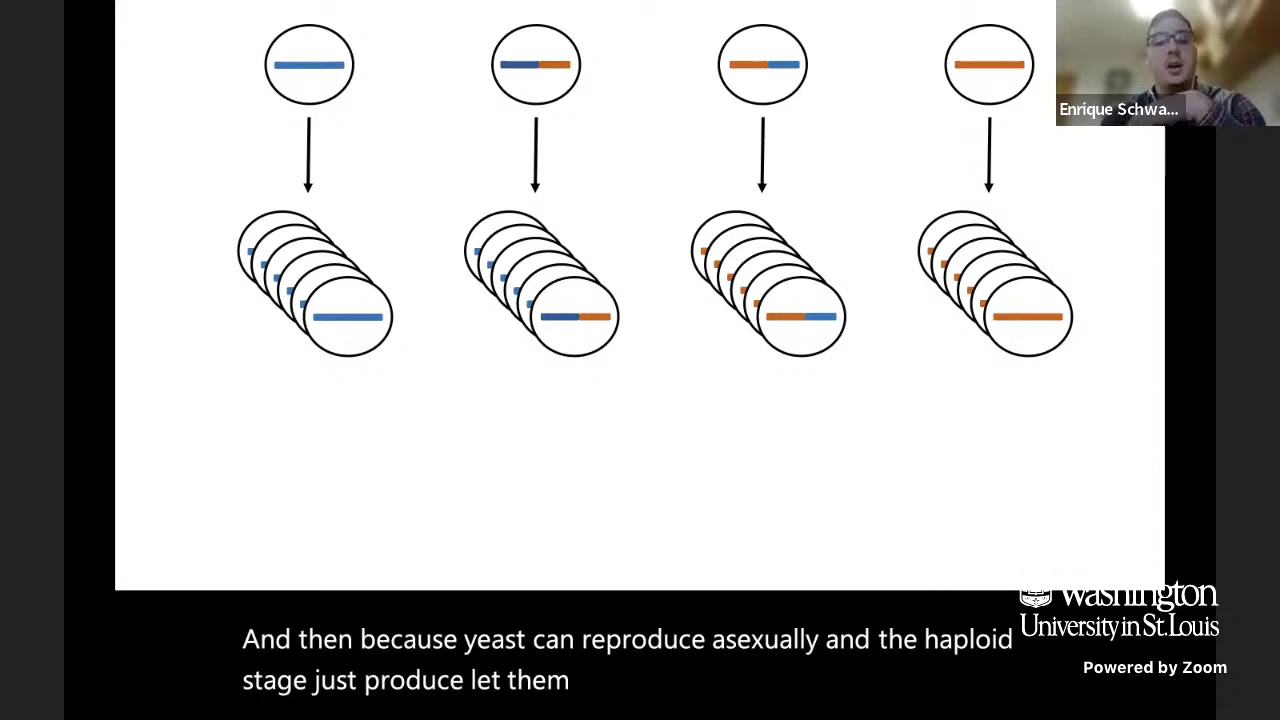 Enrique Schwa...
And then because yeast can reproduce asexually and the haploid
stage just produce let them
Washington
University in St. Louis
Powered by Zoom